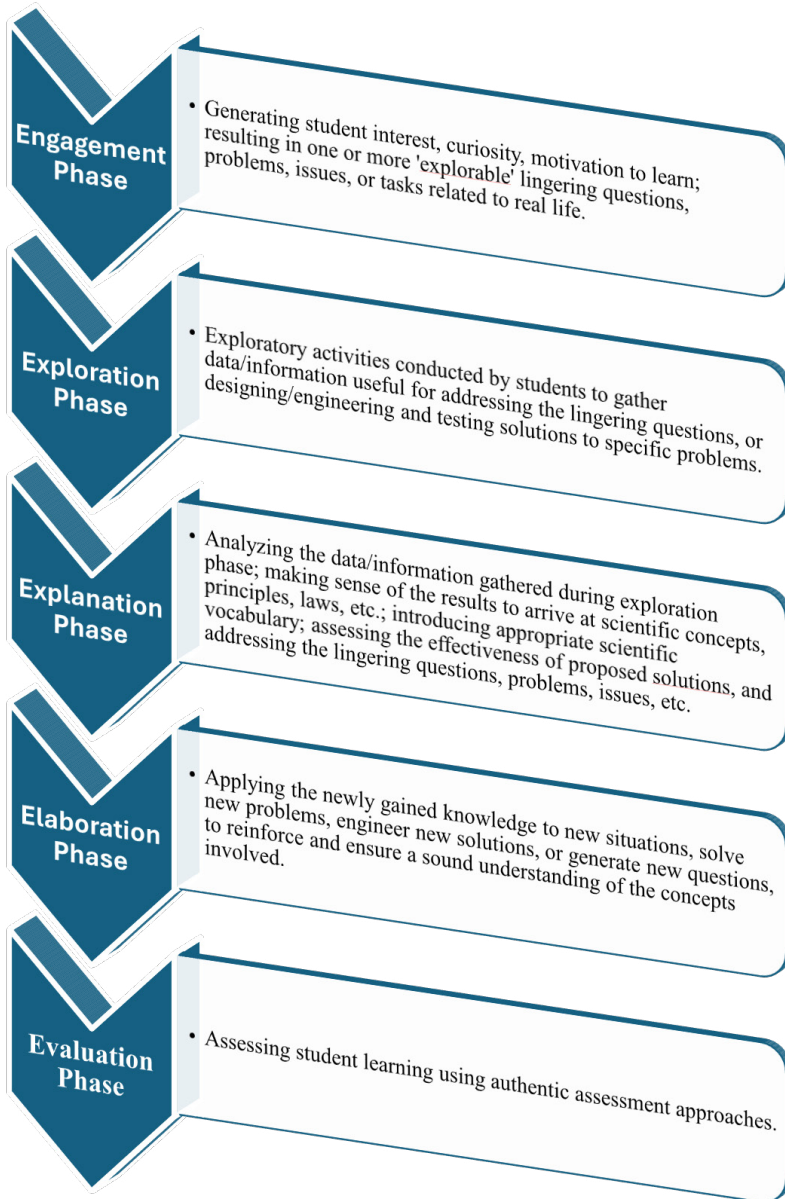 Engagement
Phase
• Generating student interest, curiosity, motivation to learn;
resulting in one or more 'explorable' lingering questions,
problems, issues, or tasks related to real life.
Exploration
Phase
• Exploratory activities conducted by students to gather
data/information useful for addressing the lingering questions, or
designing/engineering and testing solutions to specific problems.
Explanation
Phase
• Analyzing the data/information gathered during exploration
phase; making sense of the results to arrive at scientific concepts,
principles, laws, etc.; introducing appropriate scientific
vocabulary; assessing the effectiveness of proposed solutions, and
addressing the lingering questions, problems, issues, etc.
Elaboration
Phase
• Applying the newly gained knowledge to new situations, solve
new problems, engineer new solutions, or generate new questions,
to reinforce and ensure a sound understanding of the concepts
involved.
Evaluation
Phase
• Assessing student learning using authentic assessment approaches.